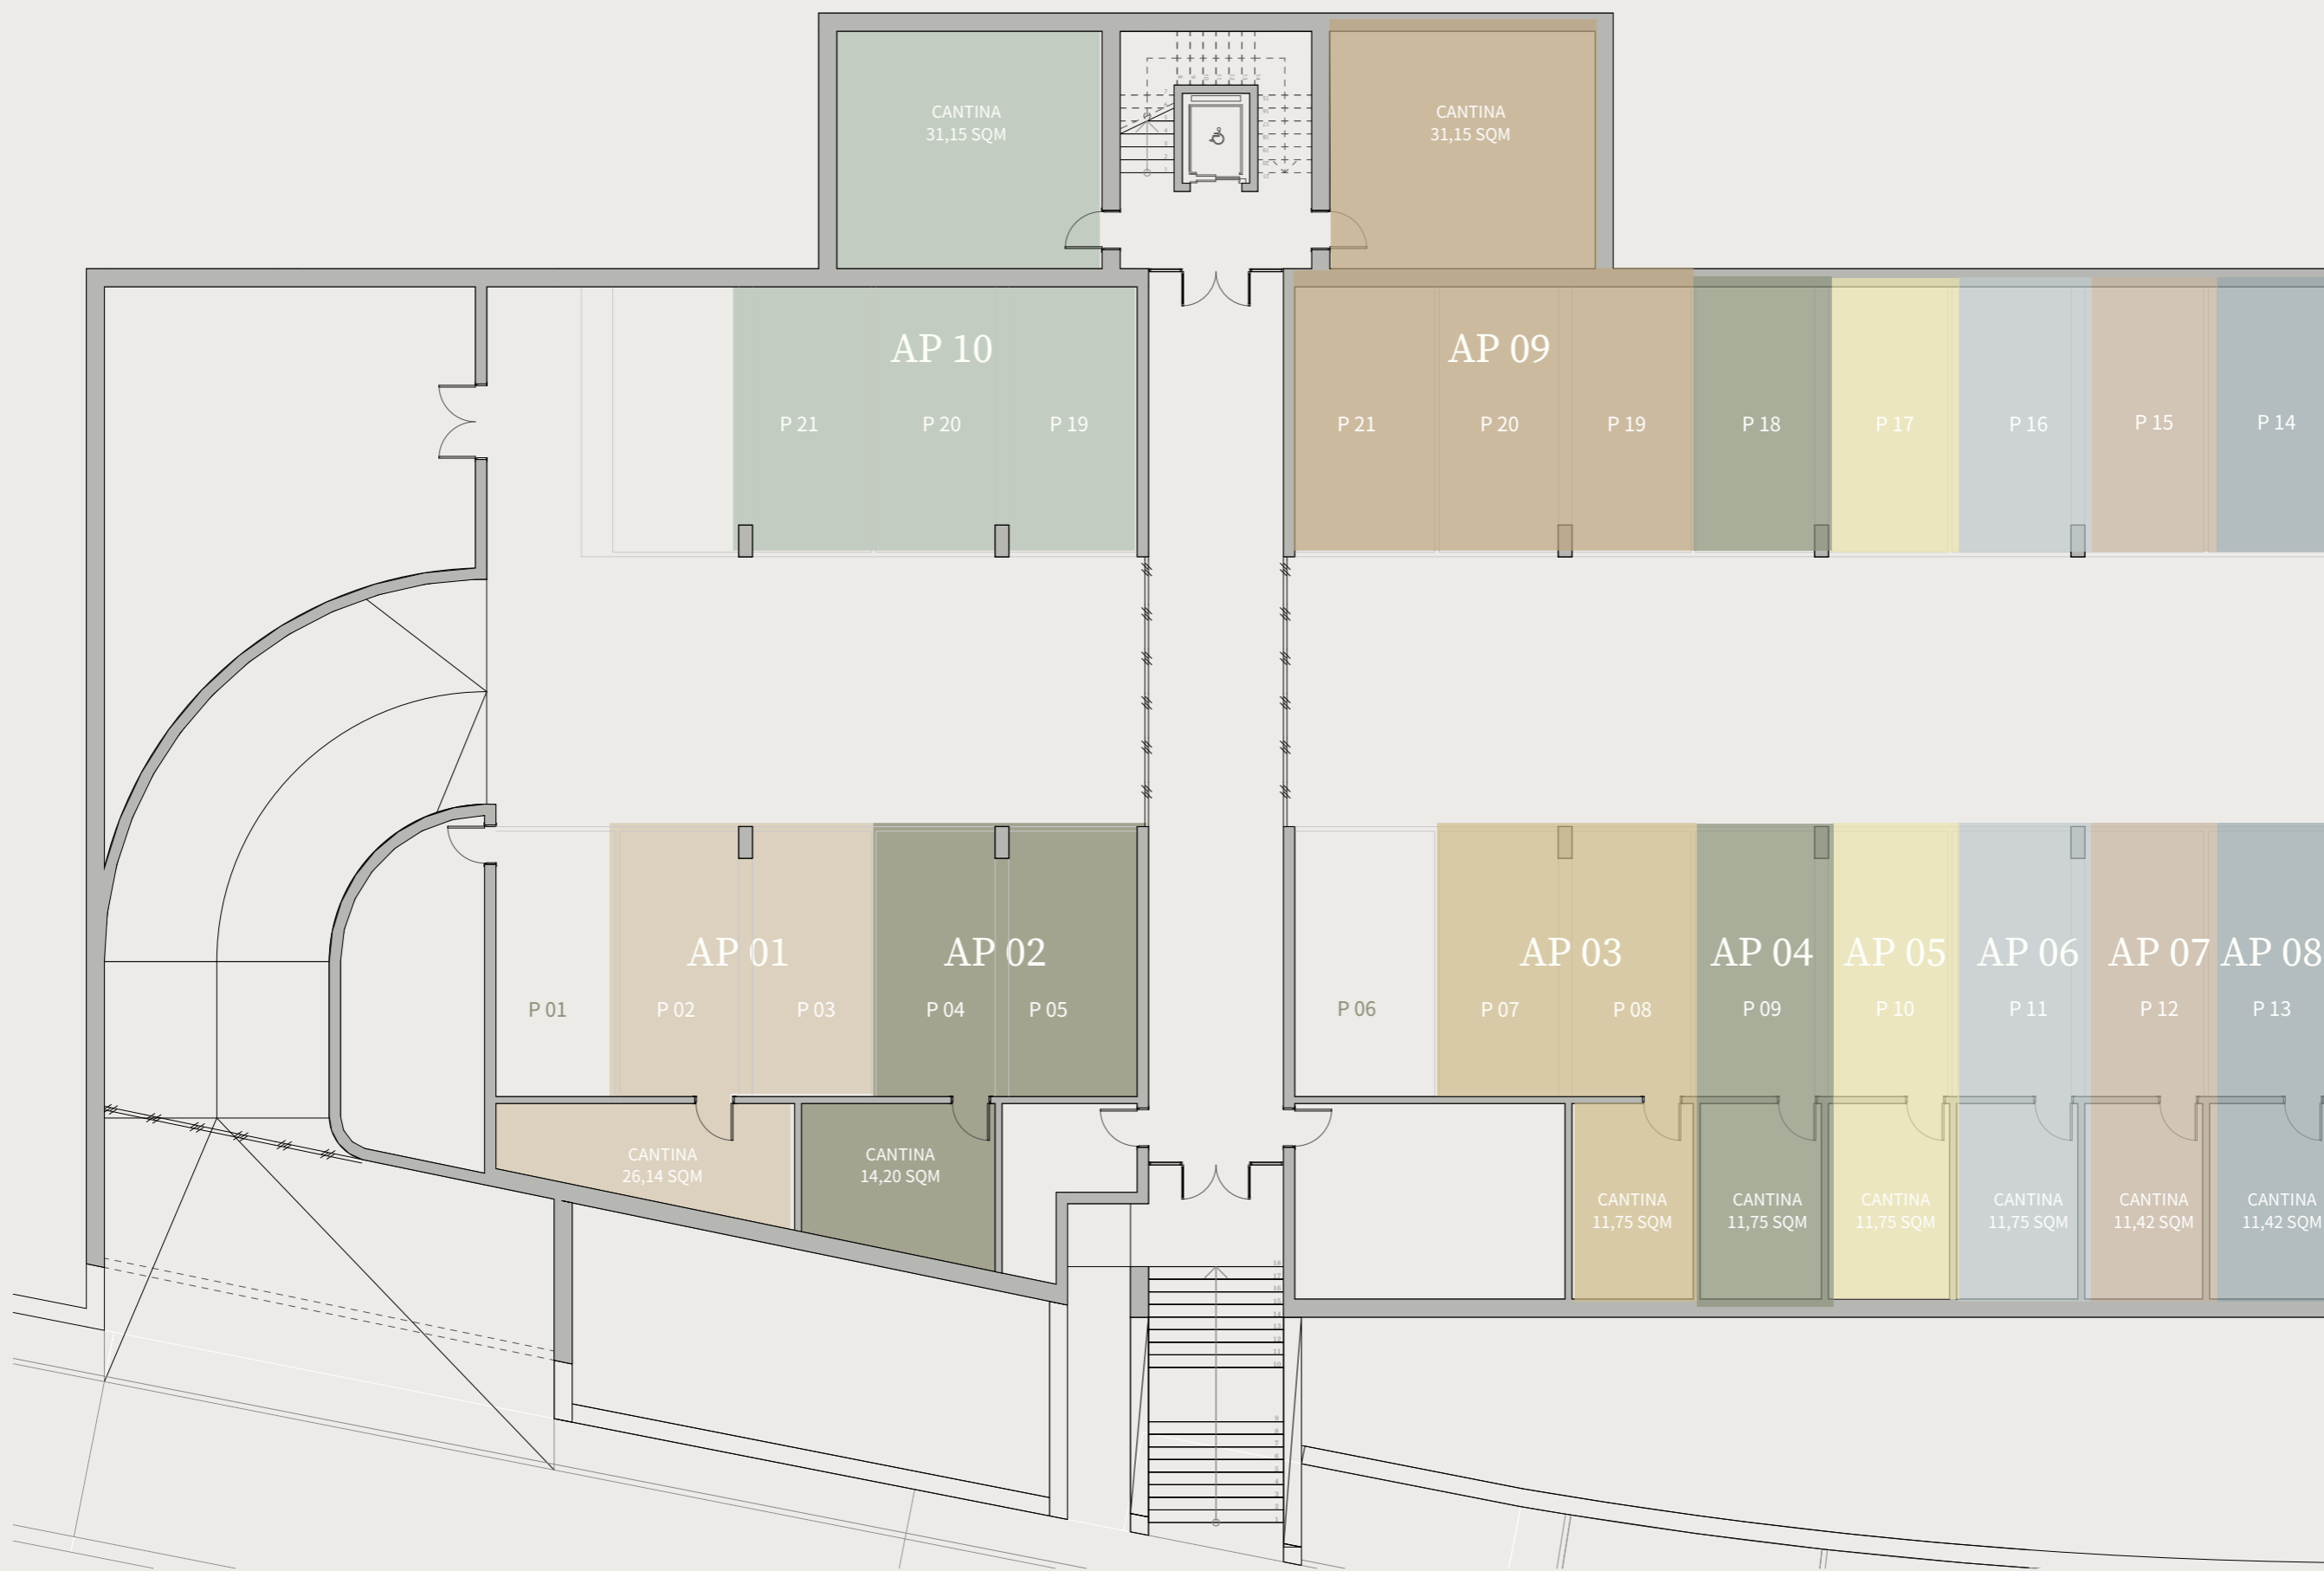 CANTINA
31,15 SQM
CANTINA
31,15 SQM
AP 10
AP 09
P 21
P 20
P 19
P 21
P 20
P 19
P 18
P 17
P 16
P 15
P 14
AP 01
AP 02
AP 03
AP 04
AP 05
AP 06
AP 07
AP 08
P 01
P 02
P 03
P 04
P 05
P 06
P 07
P 08
P 09
P 10
P 11
P 12
P 13
CANTINA
26,14 SQM
CANTINA
14,20 SQM
CANTINA
11,75 SQM
CANTINA
11,75 SQM
CANTINA
11,75 SQM
CANTINA
11,75 SQM
CANTINA
11,42 SQM
CANTINA
11,42 SQM